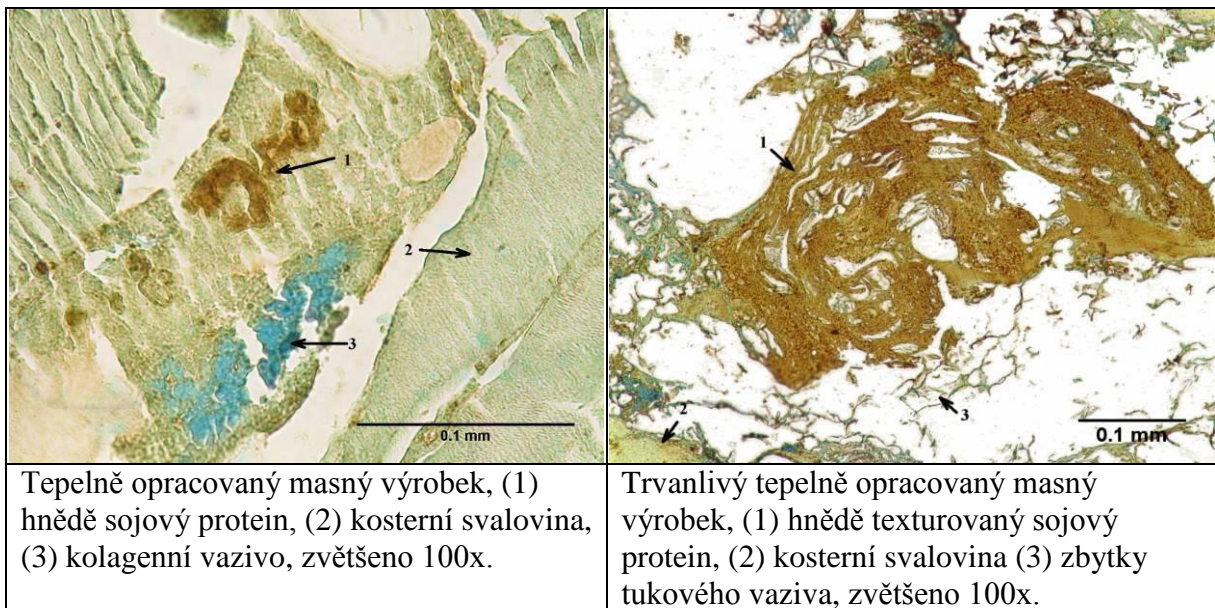 1
2
3
0.1 mm
1
2
3
0.1 mm
Tepelně opracovaný masný výrobek, (1)
hnědě sojový protein, (2) kosterní svalovina,
(3) kolagenní vazivo, zvětšeno 100x.
Trvanlivý tepelně opracovaný masný
výrobek, (1) hnědě texturovaný sojový
protein, (2) kosterní svalovina (3) zbytky
tukového vaziva, zvětšeno 100x.